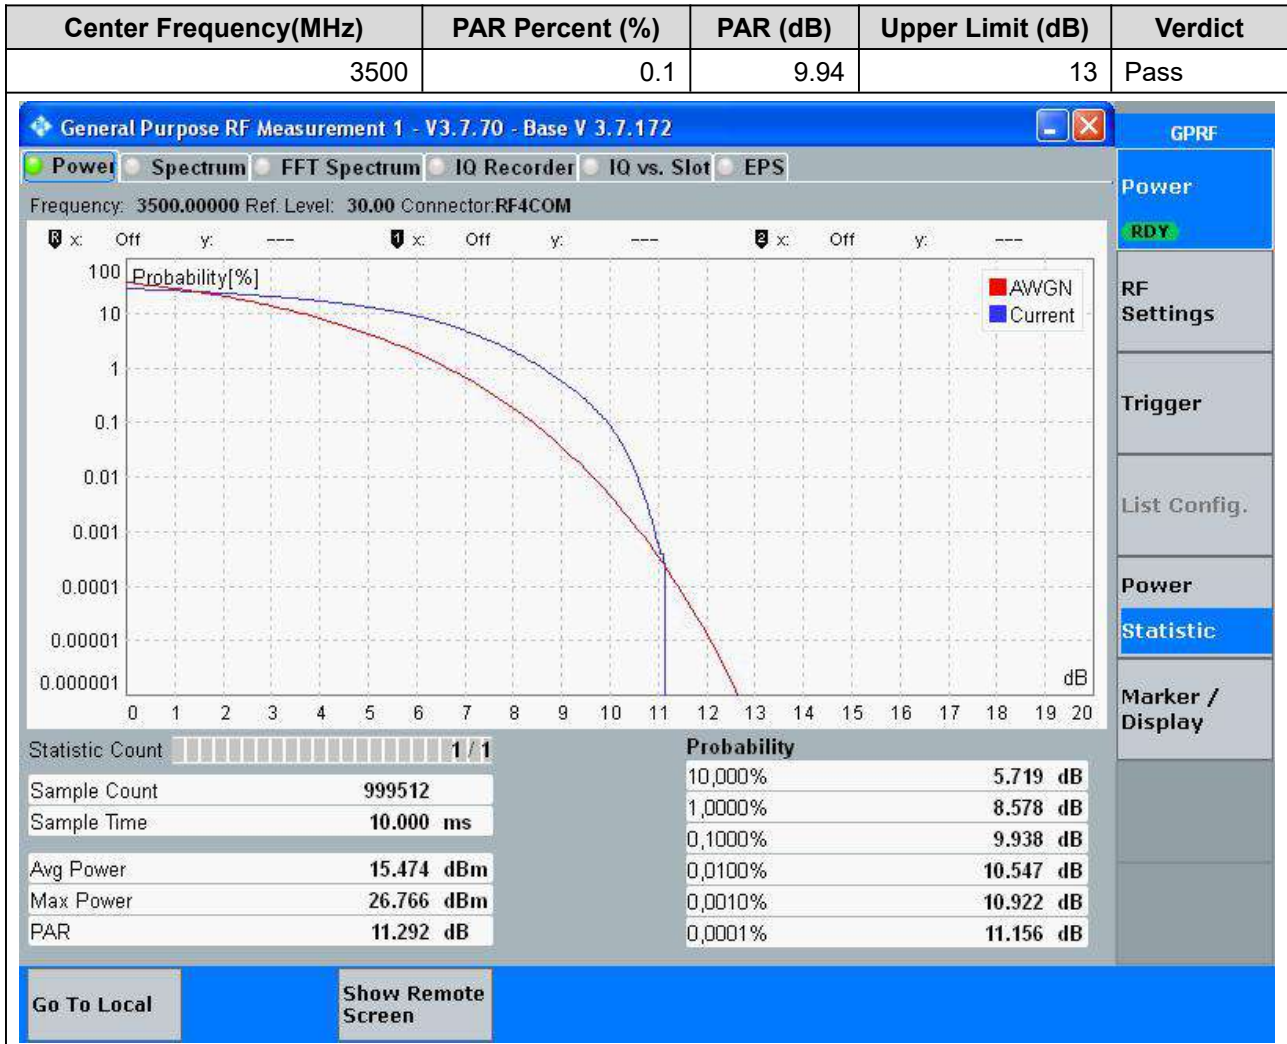 Center Frequency(MHz) PAR Percent (%) PAR (dB) Upper Limit (dB) Verdict
3500 0.1 9.94 13 Pass
General Purpose RF Measurement 1 - V3.7.70 - Base V 3.7.172
GPRF
Power Spectrum FFT Spectrum IQ Recorder IQ vs. Slot EPS
Frequency: 3500.00000 Ref. Level: 30.00 Connector:RF4COM
R x: Off y: --- 1 x: Off y: --- 2 x: Off y: ---
Probability[%]
100
10
1
0.1
0.01
0.001
0.0001
0.00001
0.000001
AWGN
Current
dB
0 1 2 3 4 5 6 7 8 9 10 11 12 13 14 15 16 17 18 19 20
Statistic Count 1 / 1
Sample Count 999512
Sample Time 10.000 ms
Avg Power 15.474 dBm
Max Power 26.766 dBm
PAR 11.292 dB
Probability
10,000% 5.719 dB
1,0000% 8.578 dB
0,1000% 9.938 dB
0,0100% 10.547 dB
0,0010% 10.922 dB
0,0001% 11.156 dB
Power
RDY
RF
Settings
Trigger
List Config.
Power
Statistic
Marker /
Display
Go To Local
Show Remote
Screen